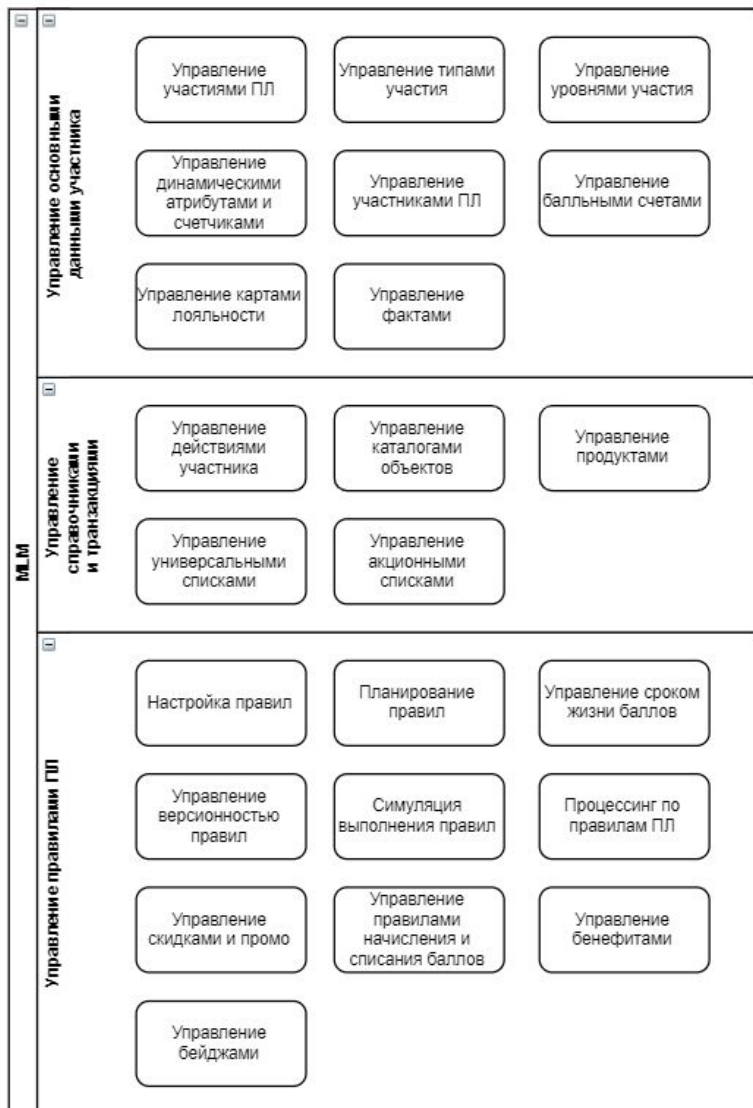 MLM
Управление основными
данными участника
Управление
участиями ПЛ
Управление типами
участия
Управление
уровнями участия
Управление
динамическими
атрибутами и
счетчиками
Управление
участниками ПЛ
Управление
балльными счетами
Управление картами
лояльности
Управление
фактами
Управление
справочниками
и транзакциями
Управление
действиями
участника
Управление
каталогами
объектов
Управление
продуктами
Управление
универсальными
списками
Управление
акционными
списками
Управление правилами ПЛ
Настройка правил
Планирование
правил
Управление сроком
жизни баллов
Управление
версионностью
правил
Симуляция
выполнения правил
Процессинг по
правилам ПЛ
Управление
скидками и промо
Управление
правилами
начисления и
списания баллов
Управление
бенефитами
Управление
бейджами